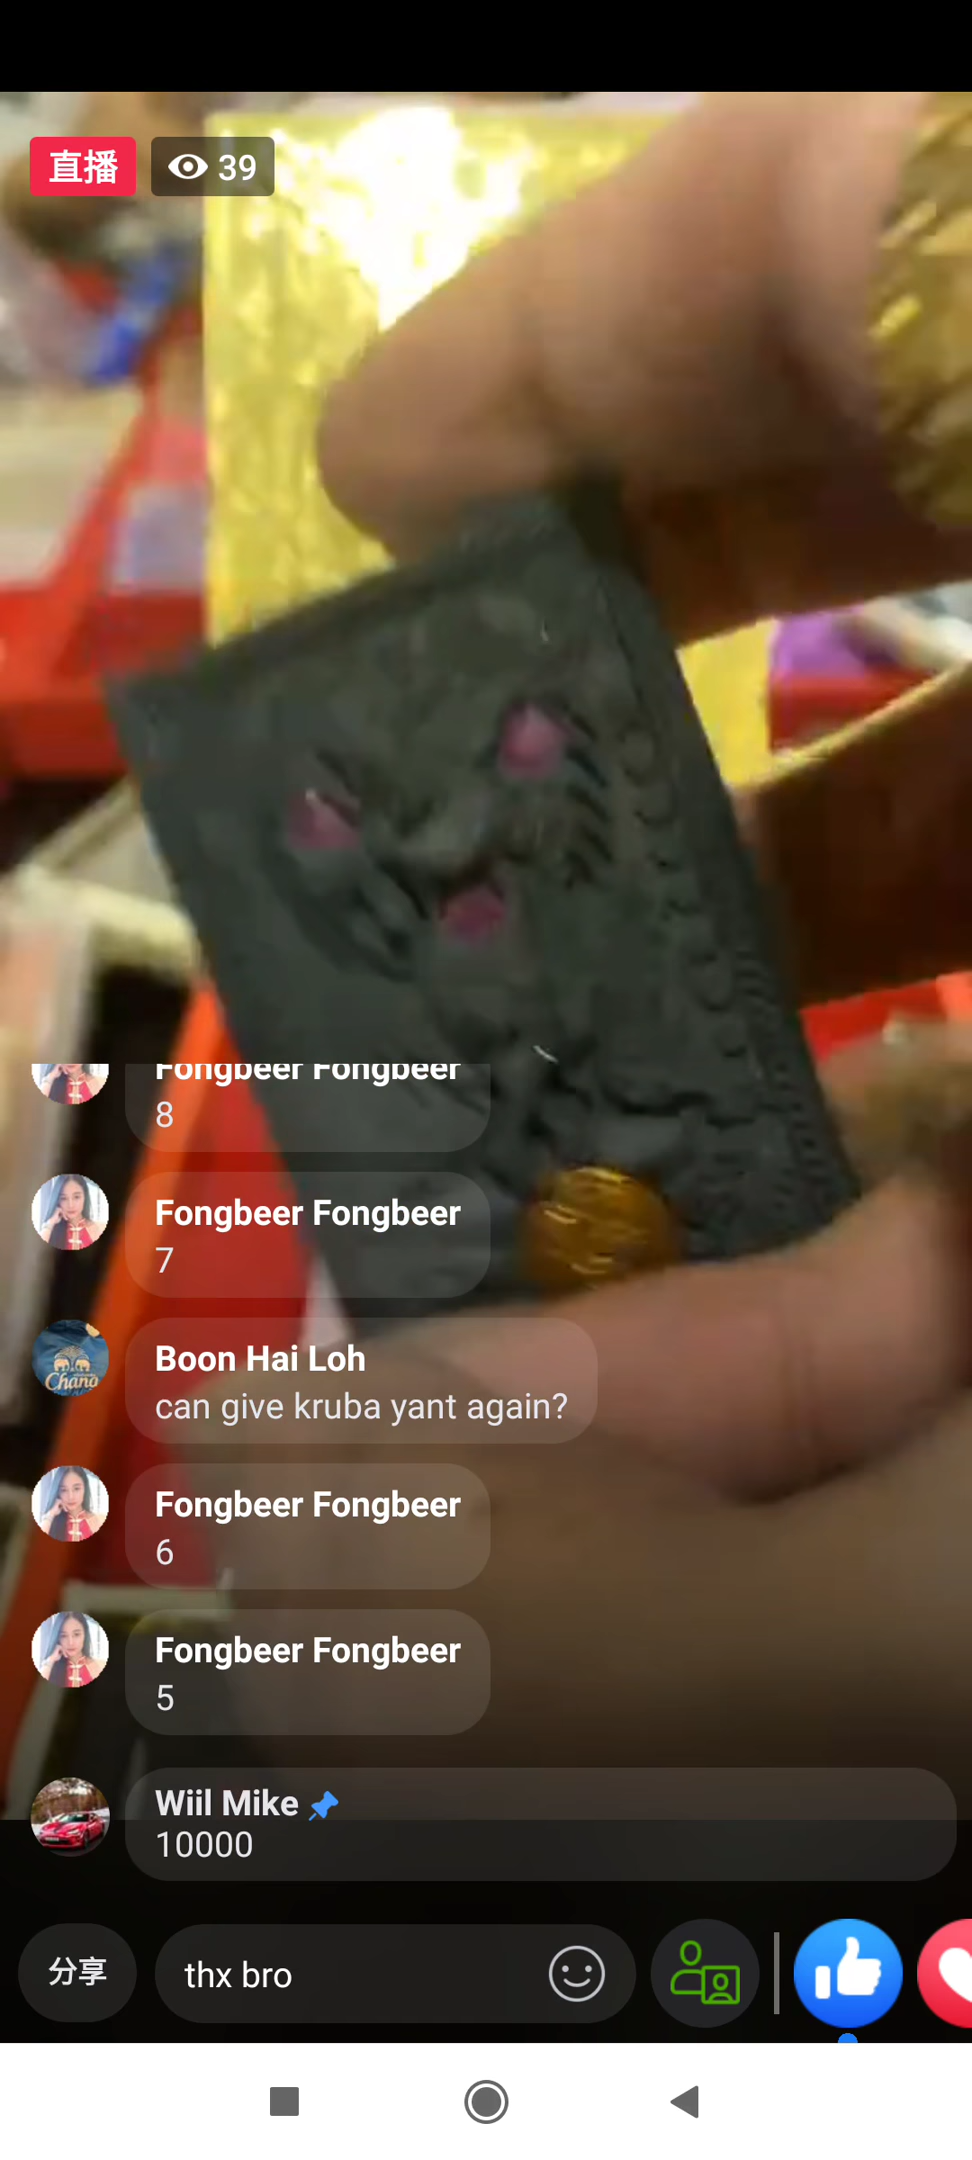 直播
39
Fongbeer Fongbeer
8
Fongbeer Fongbeer
7
Chang
Boon Hai Loh
can give kruba yant again?
Fongbeer Fongbeer
6
Fongbeer Fongbeer
5
Wiil Mike
10000
分享
thx bro